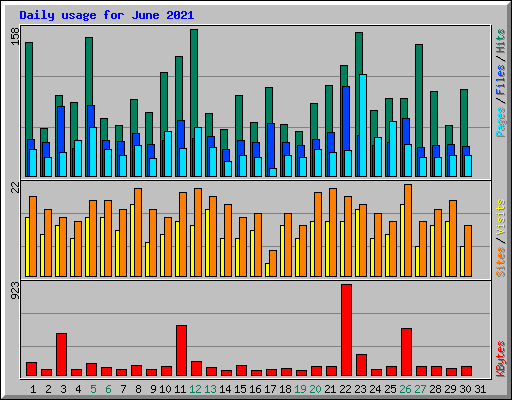 Daily usage for June 2021
158
Pages / Files / Hits
22
Sites / Visits
923
KBytes
1 2 3 4 5 6 7 8 9 10 11 12 13 14 15 16 17 18 19 20 21 22 23 24 25 26 27 28 29 30 31